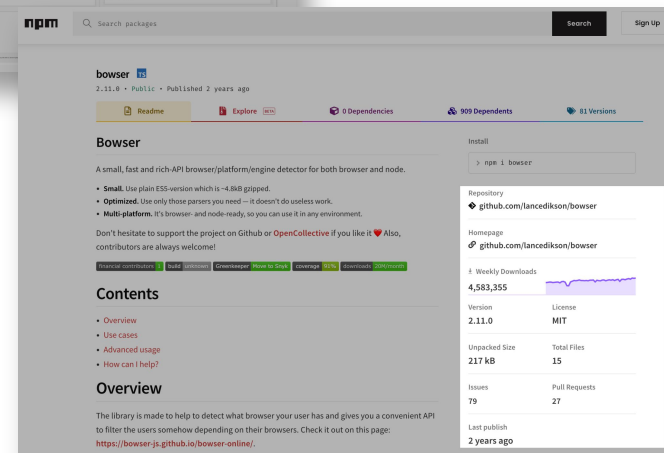 npm
Search packages
Search
Sign Up
bowser TS
2.11.0 • Public • Published 2 years ago
Readme
Explore BETA
0 Dependencies
909 Dependents
81 Versions
Bowser
A small, fast and rich-API browser/platform/engine detector for both browser and node.
• Small. Use plain ES5-version which is ~4.8kB gzipped.
• Optimized. Use only those parsers you need — it doesn't do useless work.
• Multi-platform. It's browser- and node-ready, so you can use it in any environment.
Don't hesitate to support the project on Github or OpenCollective if you like it ❤️ Also,
contributors are always welcome!
financial contributors build unknown Greenkeeper Move to Snyk coverage downloads 20M/month
Contents
• Overview
• Use cases
• Advanced usage
• How can I help?
Overview
The library is made to help to detect what browser your user has and gives you a convenient API
to filter the users somehow depending on their browsers. Check it out on this page:
https://bowser-js.github.io/bowser-online/.
Install
> npm i bowser
Repository
github.com/lancedikson/bowser
Homepage
github.com/lancedikson/bowser
Weekly Downloads
4,583,355
Version
License
2.11.0
MIT
Unpacked Size
Total Files
217 kB
15
Issues
Pull Requests
79
27
Last publish
2 years ago